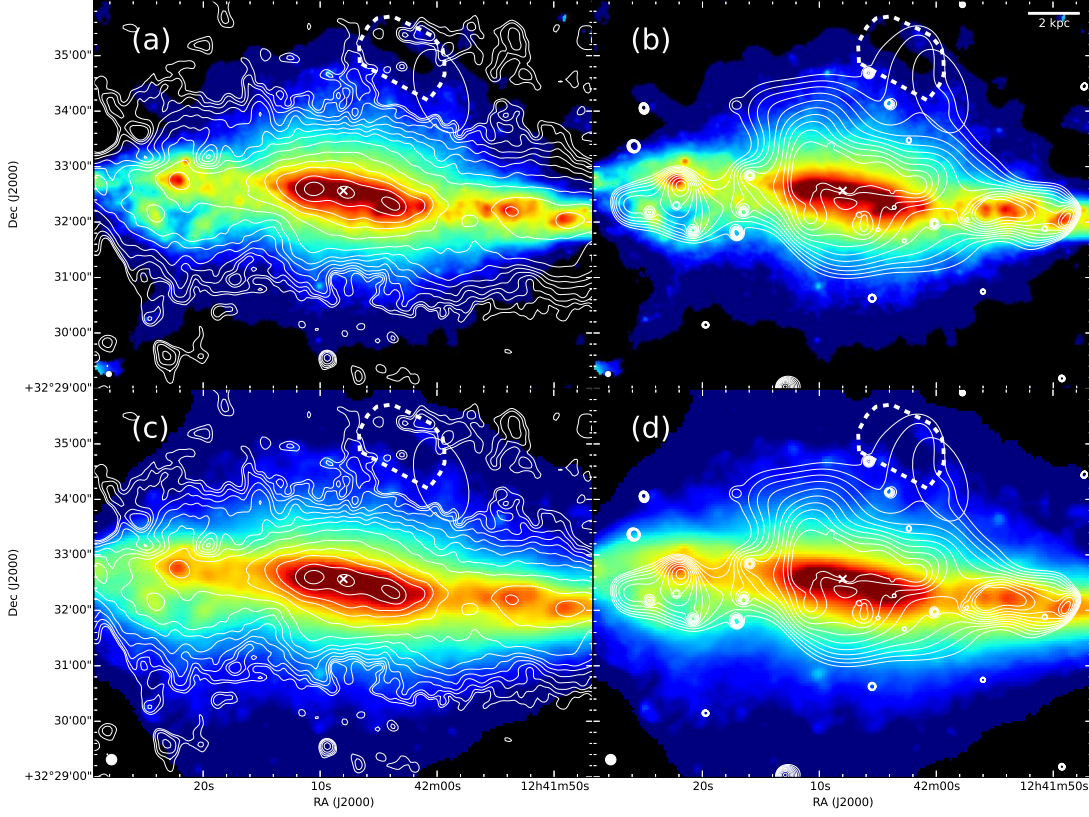 (a)
(b)
2 kpc
35'00"
34'00"
33'00"
32'00"
31'00"
30'00"
+32°29'00"
Dec (J2000)
(c)
(d)
35'00"
34'00"
33'00"
32'00"
31'00"
30'00"
+32°29'00"
Dec (J2000)
20s
10s
42m00s
12h41m50s
20s
10s
42m00s
12h41m50s
RA (J2000)
RA (J2000)